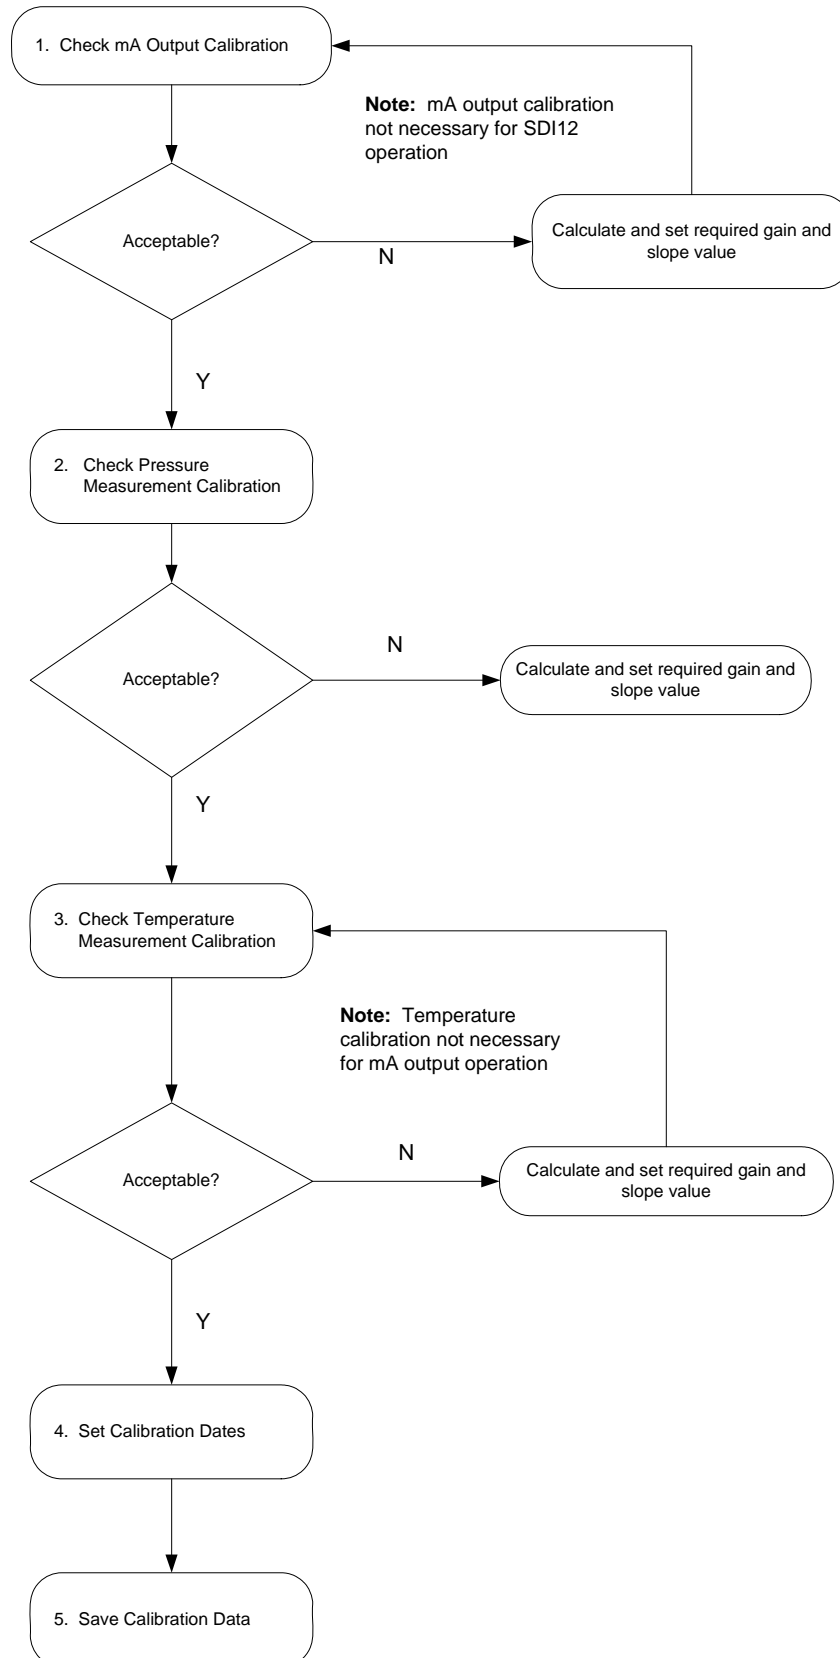 1. Check mA Output Calibration
Note: mA output calibration
not necessary for SDI12
operation
Acceptable?
N
Calculate and set required gain and
slope value
Y
2. Check Pressure
Measurement Calibration
Acceptable?
N
Calculate and set required gain and
slope value
Y
3. Check Temperature
Measurement Calibration
Note: Temperature
calibration not necessary
for mA output operation
Acceptable?
N
Calculate and set required gain and
slope value
Y
4. Set Calibration Dates
5. Save Calibration Data